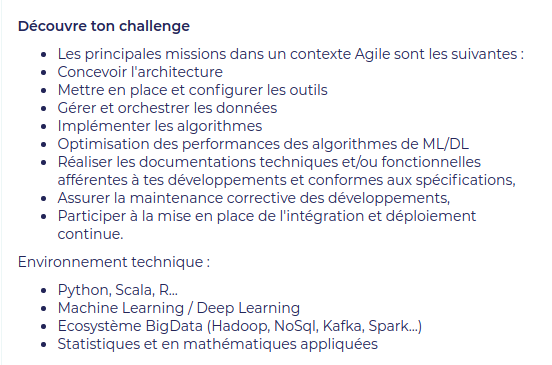 Découvre ton challenge
Les principales missions dans un contexte Agile sont les suivantes :
Concevoir l'architecture
Mettre en place et configurer les outils
Gérer et orchestrer les données
Implémenter les algorithmes
Optimisation des performances des algorithmes de ML/DL
Réaliser les documentations techniques et/ou fonctionnelles
afférentes à tes développements et conformes aux spécifications,
Assurer la maintenance corrective des développements,
Participer à la mise en place de l'intégration et déploiement
continue.
Environnement technique :
Python, Scala, R...
Machine Learning / Deep Learning
Ecosystème BigData (Hadoop, NoSql, Kafka, Spark...)
Statistiques et en mathématiques appliquées